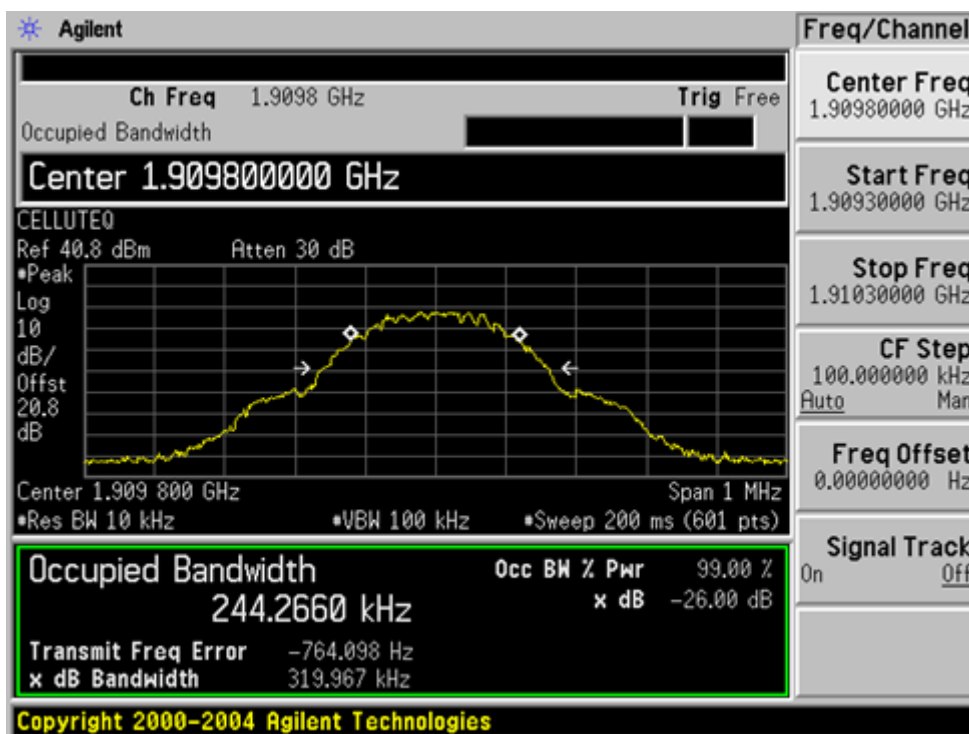 Agilent
Freq/Channel
Ch Freq 1.9098 GHz Trig Free
Occupied Bandwidth
Center 1.909800000 GHz
CELLUTEQ
Ref 40.8 dBm Atten 30 dB
•Peak
Log
10
dB/
Offst
20.8
dB
Center 1.909 800 GHz Span 1 MHz
•Res BW 10 kHz •VBW 100 kHz •Sweep 200 ms (601 pts)
Occupied Bandwidth
244.2660 kHz
Occ BW % Pwr 99.00 %
x dB -26.00 dB
Transmit Freq Error -764.098 Hz
x dB Bandwidth 319.967 kHz
Center Freq
1.90980000 GHz
Start Freq
1.90930000 GHz
Stop Freq
1.91030000 GHz
CF Step
100.000000 kHz
Auto Man
Freq Offset
0.00000000 Hz
Signal Track
On Off
Copyright 2000-2004 Agilent Technologies